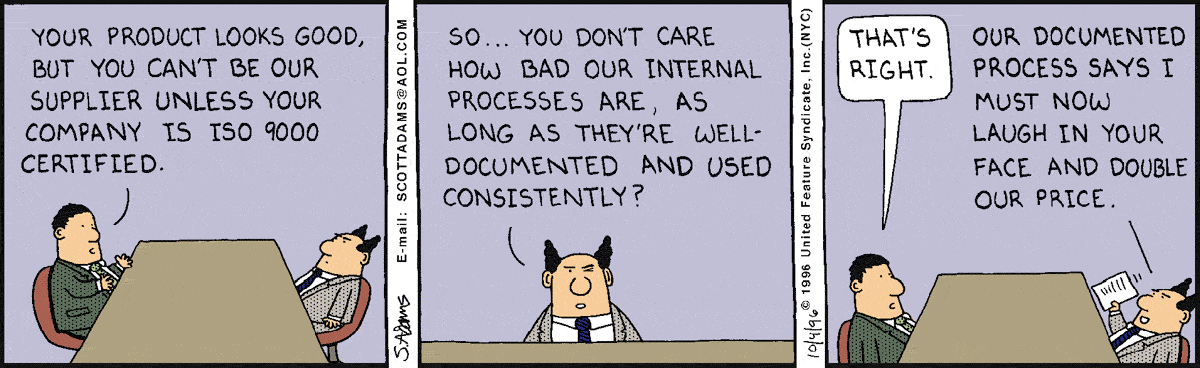 YOUR PRODUCT LOOKS GOOD,
BUT YOU CAN'T BE OUR
SUPPLIER UNLESS YOUR
COMPANY IS ISO 9000
CERTIFIED.
S.Adams
E-mail: SCOTTADAMS@AOL.COM
SO... YOU DON'T CARE
HOW BAD OUR INTERNAL
PROCESSES ARE, AS
LONG AS THEY'RE WELL-
DOCUMENTED AND USED
CONSISTENTLY?
10/4/96 © 1996 United Feature Syndicate, Inc.(NYC)
THAT'S
RIGHT.
OUR DOCUMENTED
PROCESS SAYS I
MUST NOW
LAUGH IN YOUR
FACE AND DOUBLE
OUR PRICE.